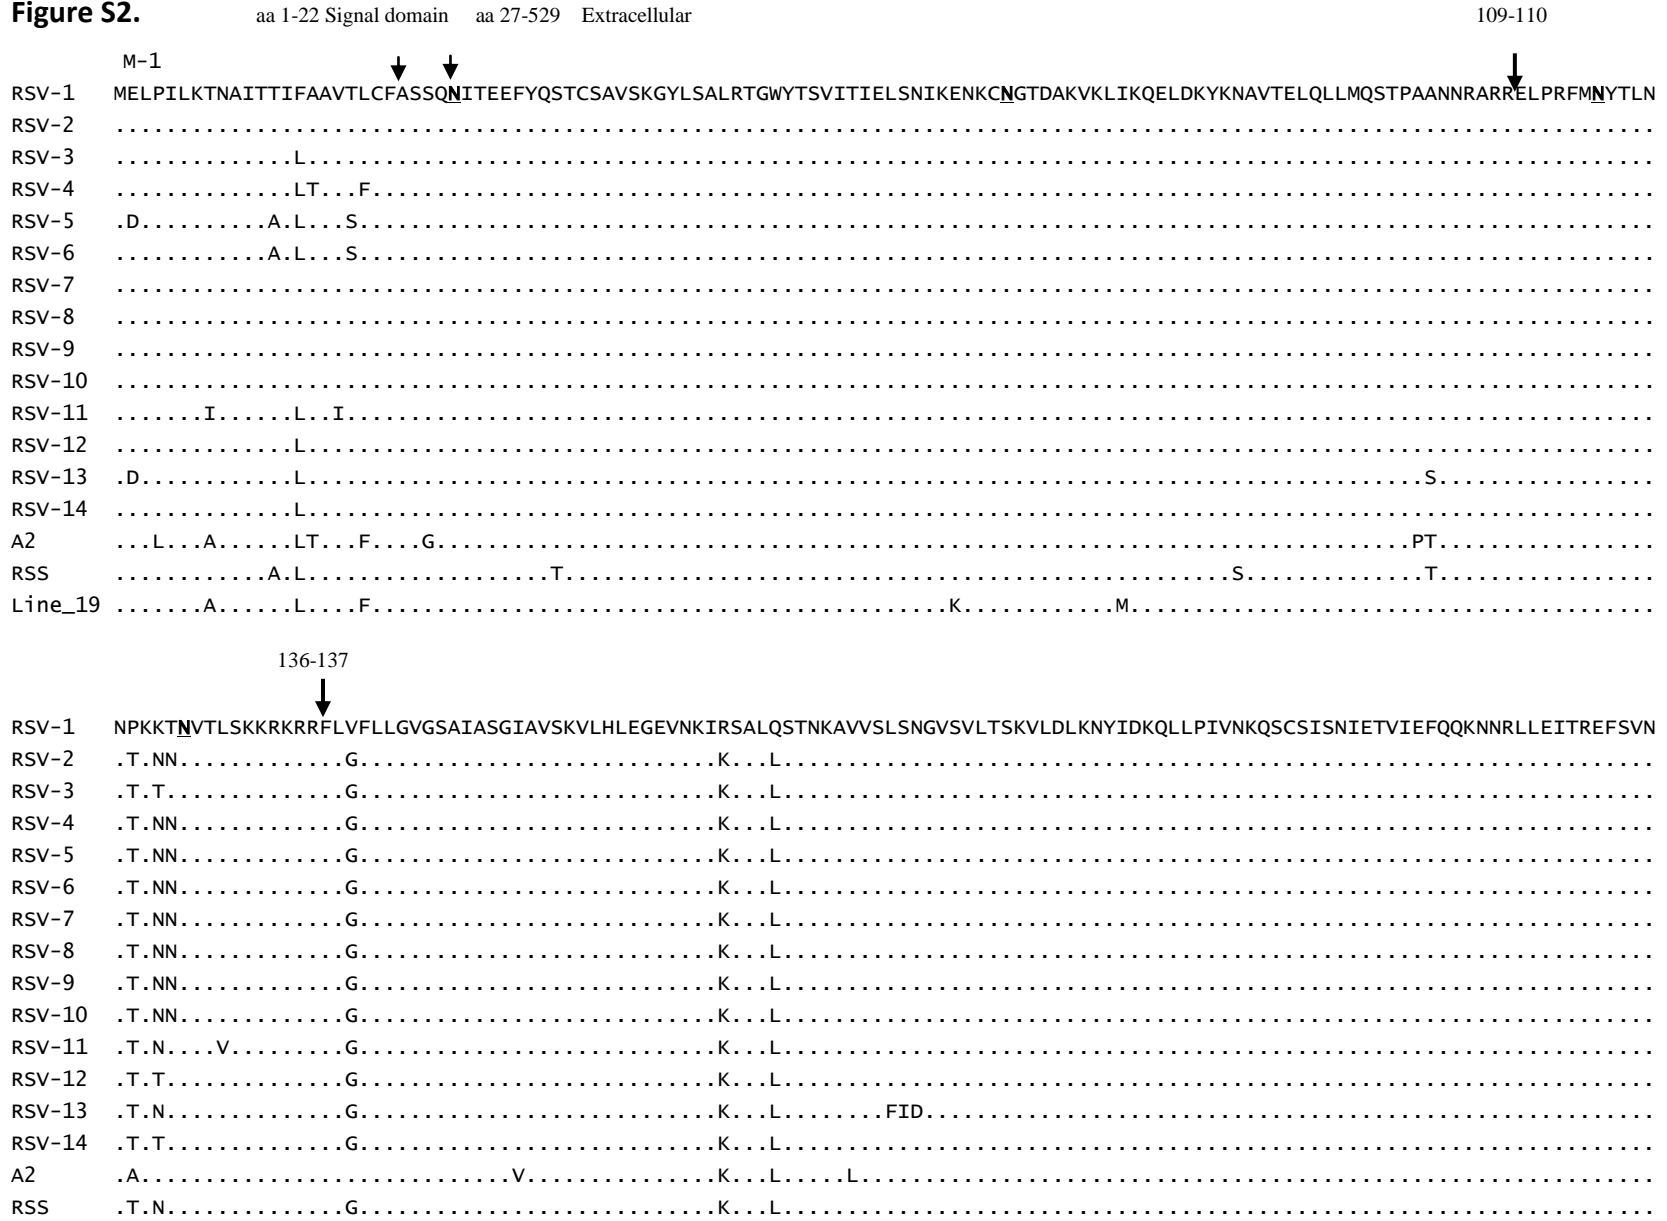 Figure S2. aa 1-22 Signal domain aa 27-529 Extracellular 109-110
M-1
RSV-1 MELPILKTNAITTIFAAVTLCFASSQNITEEFYQSTCSAVSKGYLSALRTGWYTSVITIELSNIKENKCNGTDAKVKLIKQELDKYKNAVTELQLLMQSTPAANNRARRELPRFMNYTLN
RSV-2 ........................................................................................................................
RSV-3 ..............L.........................................................................................................
RSV-4 ..............LT...F....................................................................................................
RSV-5 .D..........A.L...S.....................................................................................................
RSV-6 ............A.L...S.....................................................................................................
RSV-7 ........................................................................................................................
RSV-8 ........................................................................................................................
RSV-9 ........................................................................................................................
RSV-10 ........................................................................................................................
RSV-11 .......I......L..I......................................................................................................
RSV-12 ..............L.........................................................................................................
RSV-13 .D............L.......................................................................................S.................
RSV-14 ..............L.........................................................................................................
A2 ...L...A......LT...F....G............................................................................PT.................
RSS ............A.L...................T....................................................S..............T.................
Line_19 .......A......L....F.............................................K............M.........................................
136-137
RSV-1 NPKKTNVTLSKKRKRRFLVFLLGVGSAIASGIAVSKVLHLEGEVNKIRSALQSTNKAVVSLSNGVSVLTSKVLDLKNYIDKQLLPIVNKQSCSISNIETVIEFQQKNNRLLEITREFSVN
RSV-2 .T.NN.............G............................K...L....................................................................
RSV-3 .T.T..............G............................K...L....................................................................
RSV-4 .T.NN.............G............................K...L....................................................................
RSV-5 .T.NN.............G............................K...L....................................................................
RSV-6 .T.NN.............G............................K...L....................................................................
RSV-7 .T.NN.............G............................K...L....................................................................
RSV-8 .T.NN.............G............................K...L....................................................................
RSV-9 .T.NN.............G............................K...L....................................................................
RSV-10 .T.NN.............G............................K...L....................................................................
RSV-11 .T.N....V.........G............................K...L....................................................................
RSV-12 .T.T..............G............................K...L....................................................................
RSV-13 .T.N..............G............................K...L........FID.........................................................
RSV-14 .T.T..............G............................K...L....................................................................
A2 .A.............................V...............K...L.....L..............................................................
RSS .T.N..............G............................K...L....................................................................